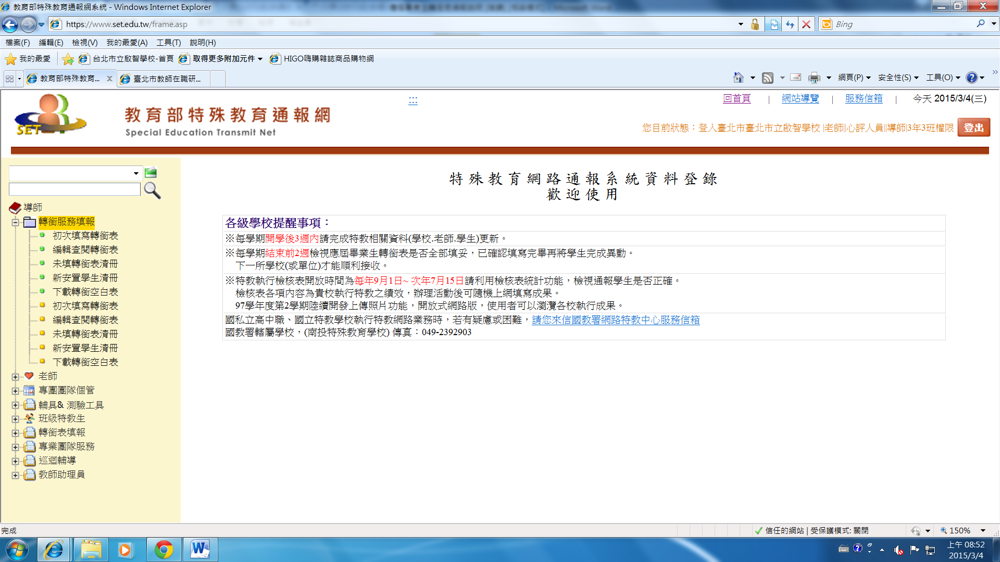 教育部特殊教育通報網系統 - Windows Internet Explorer
https://www.set.edu.tw/frame.asp
Bing
檔案(F) 編輯(E) 檢視(V) 我的最愛(A) 工具(T) 說明(H)
我的最愛 台北市立啟智學校-首頁 取得更多附加元件 HIGO嗨購雜誌商品購物網
教育部特殊教育... 臺北市教師在職研... 網頁(P) 安全性(S) 工具(O)
:::
回首頁 | 網站導覽 | 服務信箱 | 今天 2015/3/4(三)
SET
教育部特殊教育通報網
Special Education Transmit Net
您目前狀態：登入臺北市臺北市立啟智學校 |老師||心評人員||導師|3年3班權限 登出
導師
轉銜服務填報
初次填寫轉銜表
編輯查閱轉銜表
未填轉銜表清冊
新安置學生清冊
下載轉銜空白表
初次填寫轉銜表
編輯查閱轉銜表
未填轉銜表清冊
新安置學生清冊
下載轉銜空白表
老師
專團團隊個管
輔具& 測驗工具
班級特教生
轉銜表填報
專業團隊服務
巡迴輔導
教師助理員
特殊教育網路通報系統資料登錄
歡迎使用
各級學校提醒事項：
※每學期開學後3週內請完成特教相關資料(學校.老師.學生)更新。
※每學期結束前2週檢視應屆畢業生轉銜表是否全部填妥，已確認填寫完畢再將學生完成異動。
下一所學校(或單位)才能順利接收。
※特教執行檢核表開放時間為每年9月1日~ 次年7月15日請利用檢核表統計功能，檢視通報學生是否正確。
檢核表各項內容為貴校執行特教之績效，辦理活動後可隨機上網填寫成果。
97學年度第2學期陸續開發上傳照片功能，開放式網路版，使用者可以瀏灠各校執行成果。
國私立高中職、國立特教學校執行特教網路業務時，若有疑慮或困難，請您來信國教署網路特教中心服務信箱
國教署轄屬學校，(南投特殊教育學校) 傳真：049-2392903
完成
信任的網站 | 受保護模式: 關閉
150%
上午 08:52
2015/3/4